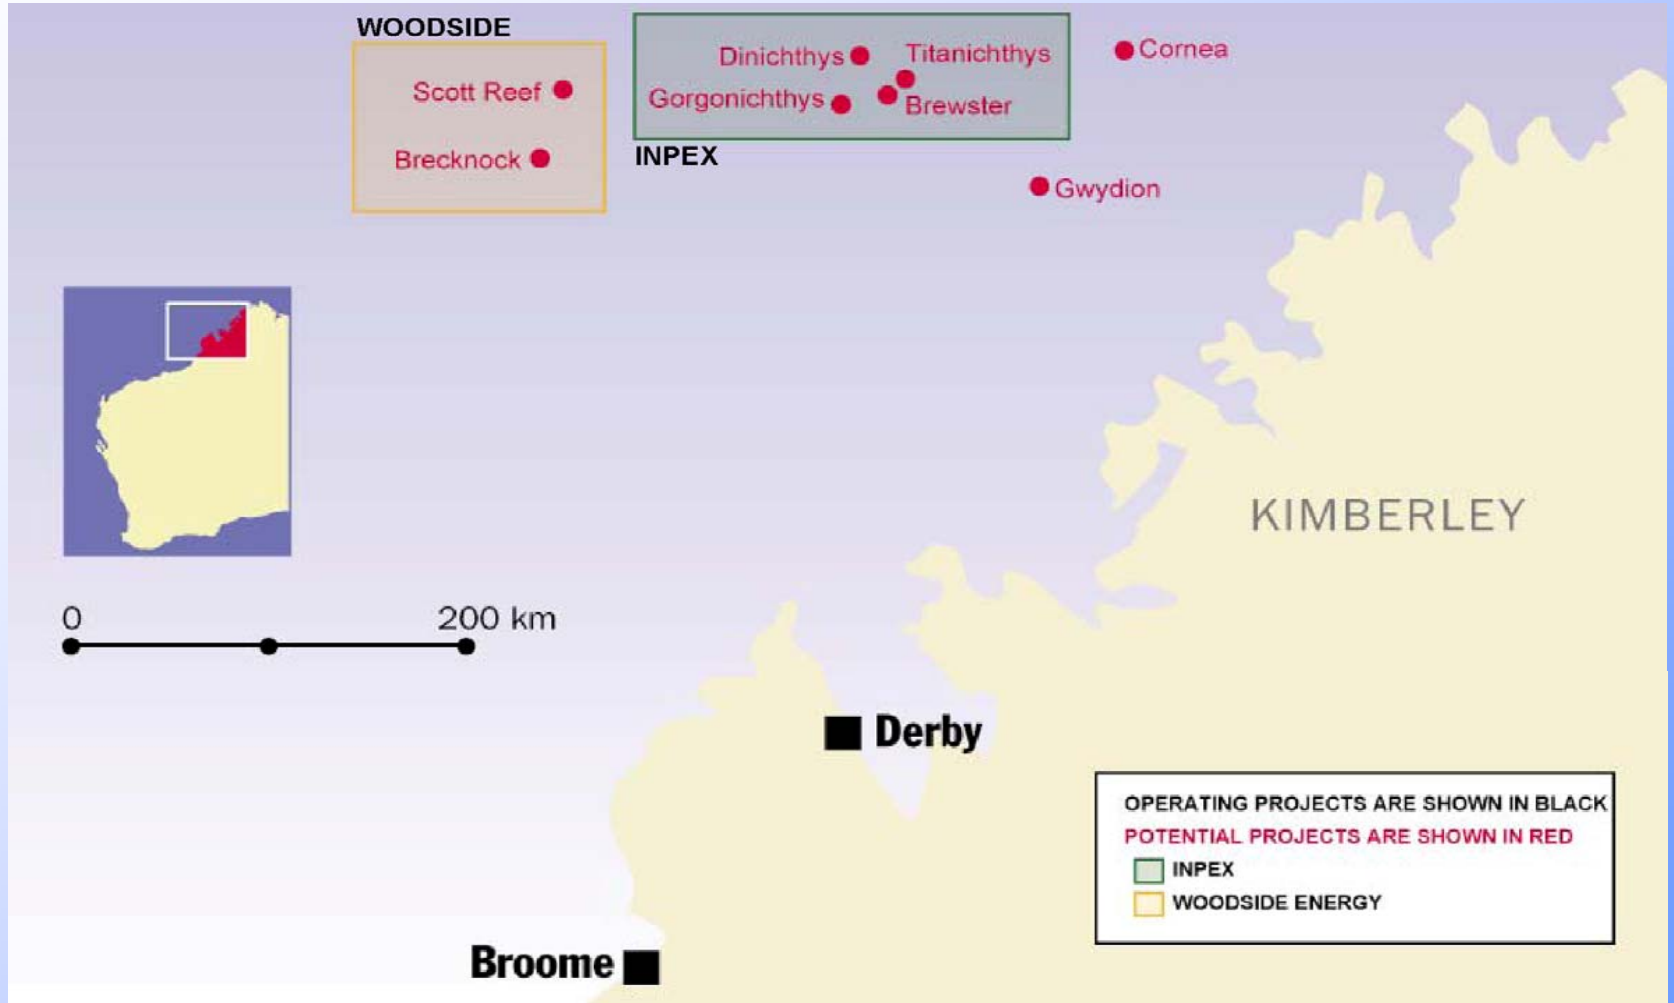 WOODSIDE
Scott Reef
Brecknock
Dinichthys
Titanichthys
Gorgonichthys
Brewster
INPEX
Cornea
Gwydion
KIMBERLEY
0
200 km
Derby
Broome
OPERATING PROJECTS ARE SHOWN IN BLACK
POTENTIAL PROJECTS ARE SHOWN IN RED
INPEX
WOODSIDE ENERGY